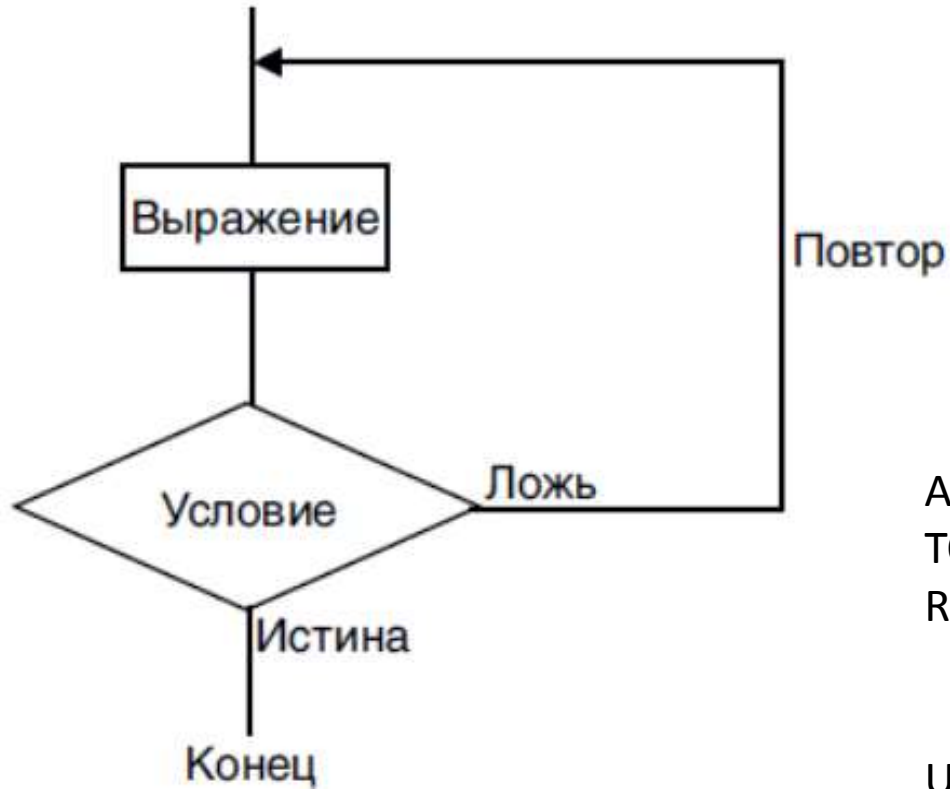 Выражение
Повтор
Ложь
Условие
Истина
Конец